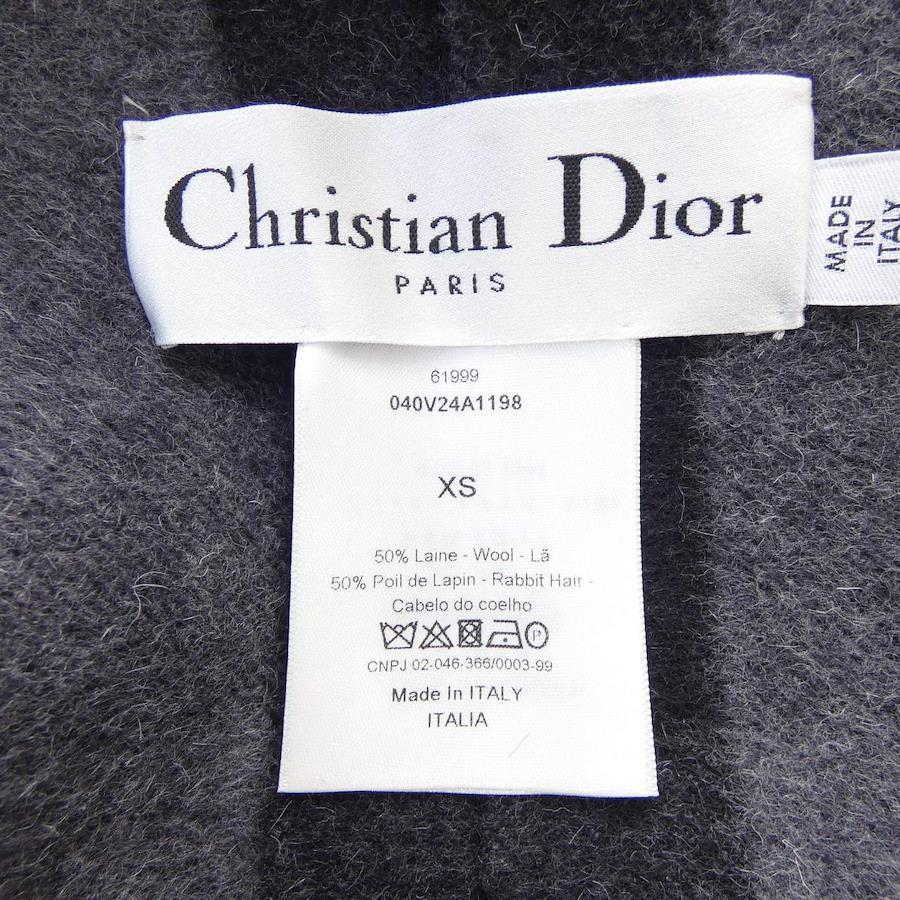 Christian Dior
PARIS
MADE
IN
ITALY
61999
040V24A1198
XS
50% Laine - Wool - Lã
50% Poil de Lapin - Rabbit Hair -
Cabelo do coelho
P
CNPJ 02-046-366/0003-99
Made In ITALY
ITALIA